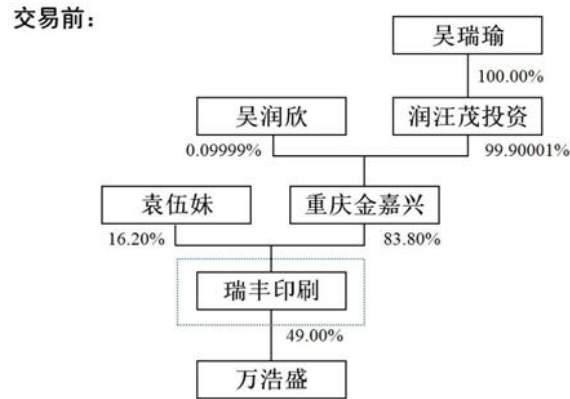 交易前：
吴瑞瑜
100.00%
吴润欣
润汪茂投资
0.09999%
99.90001%
袁伍妹
重庆金嘉兴
16.20%
83.80%
瑞丰印刷
49.00%
万浩盛